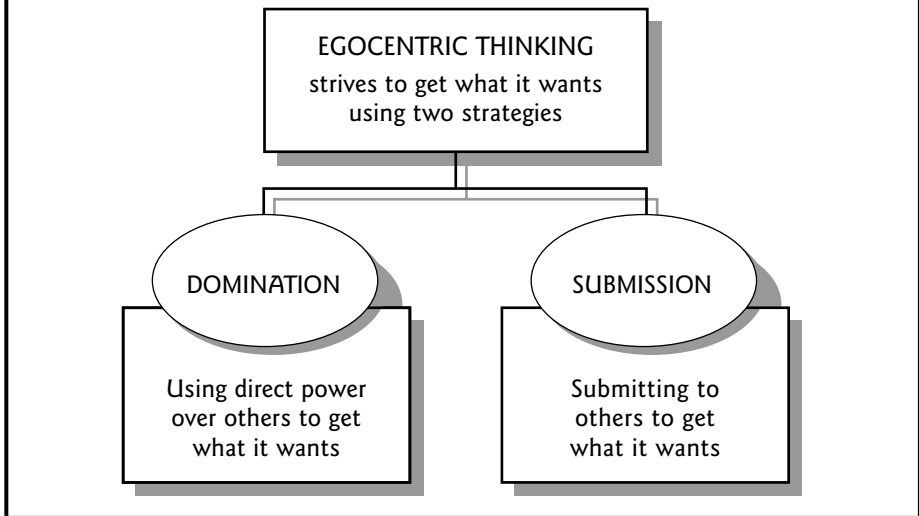 EGOCENTRIC THINKING
strives to get what it wants
using two strategies
DOMINATION
Using direct power
over others to get
what it wants
SUBMISSION
Submitting to
others to get
what it wants